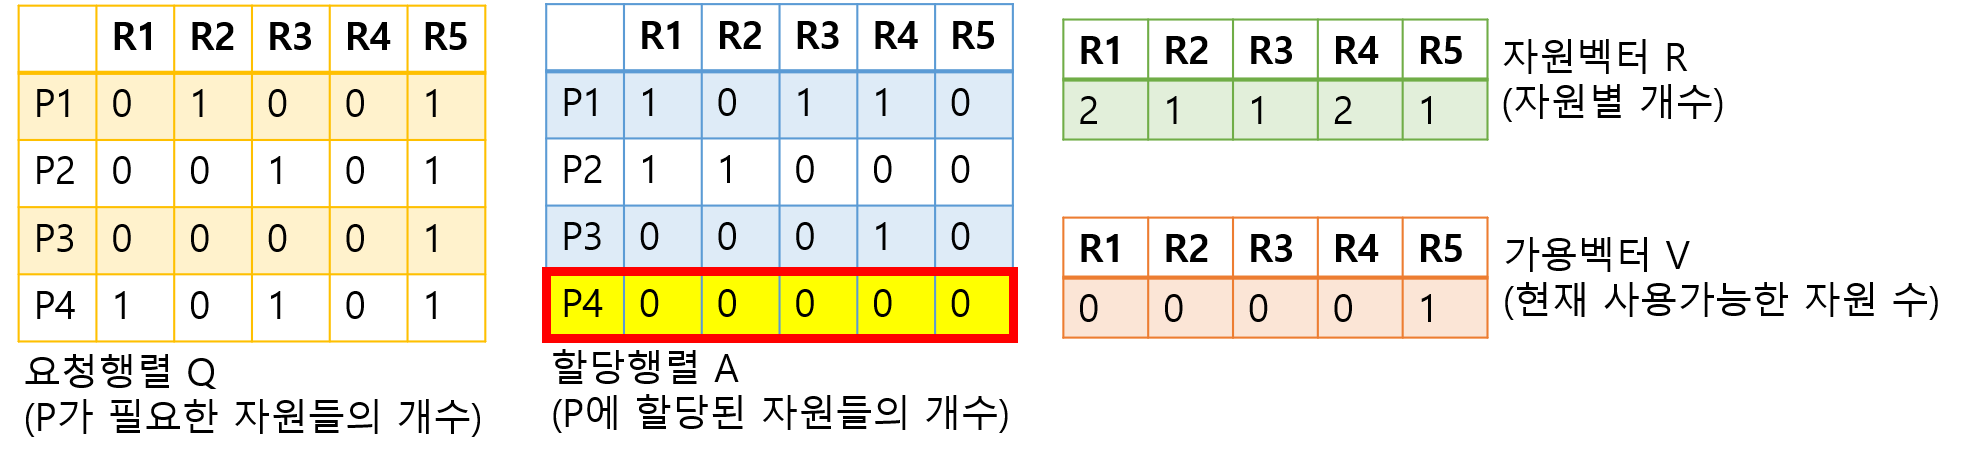 R1 R2 R3 R4 R5
P1 0 1 0 0 1
P2 0 0 1 0 1
P3 0 0 0 0 1
P4 1 0 1 0 1
요청행렬 Q
(P가 필요한 자원들의 개수)
R1 R2 R3 R4 R5
P1 1 0 1 1 0
P2 1 1 0 0 0
P3 0 0 0 1 0
P4 0 0 0 0 0
할당행렬 A
(P에 할당된 자원들의 개수)
R1 R2 R3 R4 R5
2 1 1 2 1
자원벡터 R
(자원별 개수)
R1 R2 R3 R4 R5
0 0 0 0 1
가용벡터 V
(현재 사용가능한 자원 수)